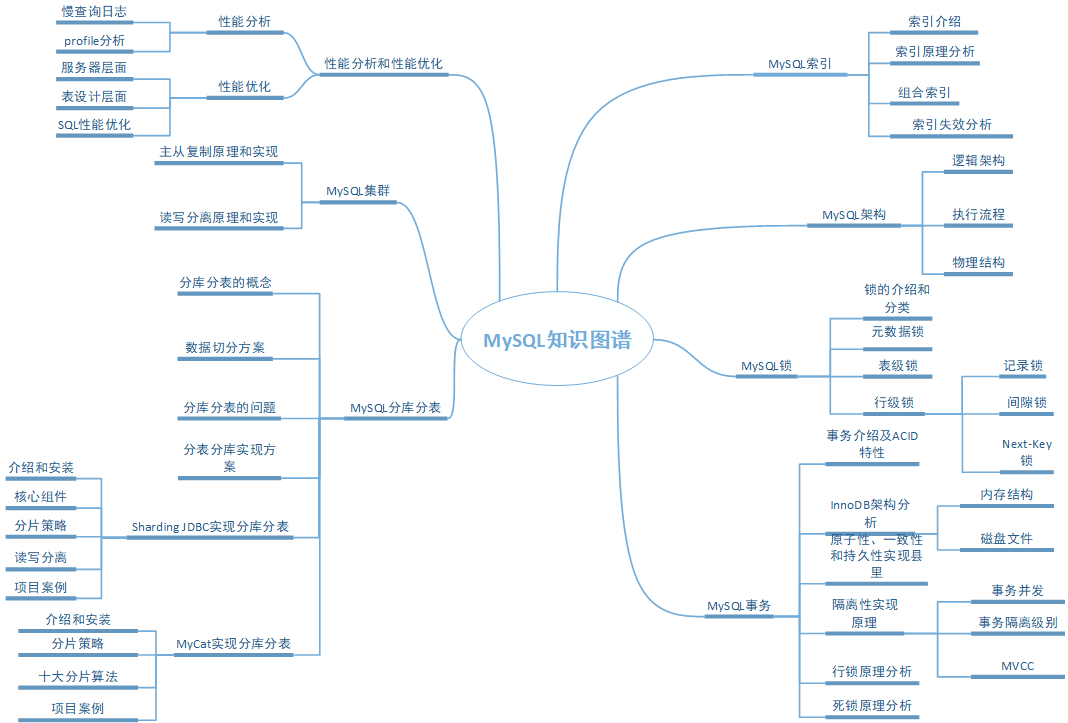 MySQL知识图谱
性能分析和性能优化
性能分析
慢查询日志
profile分析
性能优化
服务器层面
表设计层面
SQL性能优化
MySQL集群
主从复制原理和实现
读写分离原理和实现
MySQL分库分表
分库分表的概念
数据切分方案
分库分表的问题
分表分库实现方
案
Sharding JDBC实现分库分表
介绍和安装
核心组件
分片策略
读写分离
项目案例
MyCat实现分库分表
介绍和安装
分片策略
十大分片算法
项目案例
MySQL索引
索引介绍
索引原理分析
组合索引
索引失效分析
MySQL架构
逻辑架构
执行流程
物理结构
MySQL锁
锁的介绍和
分类
元数据锁
表级锁
行级锁
记录锁
间隙锁
Next-Key
锁
MySQL事务
事务介绍及ACID
特性
InnoDB架构分
析
内存结构
磁盘文件
原子性、一致性
和持久性实现县
里
隔离性实现
原理
事务并发
事务隔离级别
MVCC
行锁原理分析
死锁原理分析